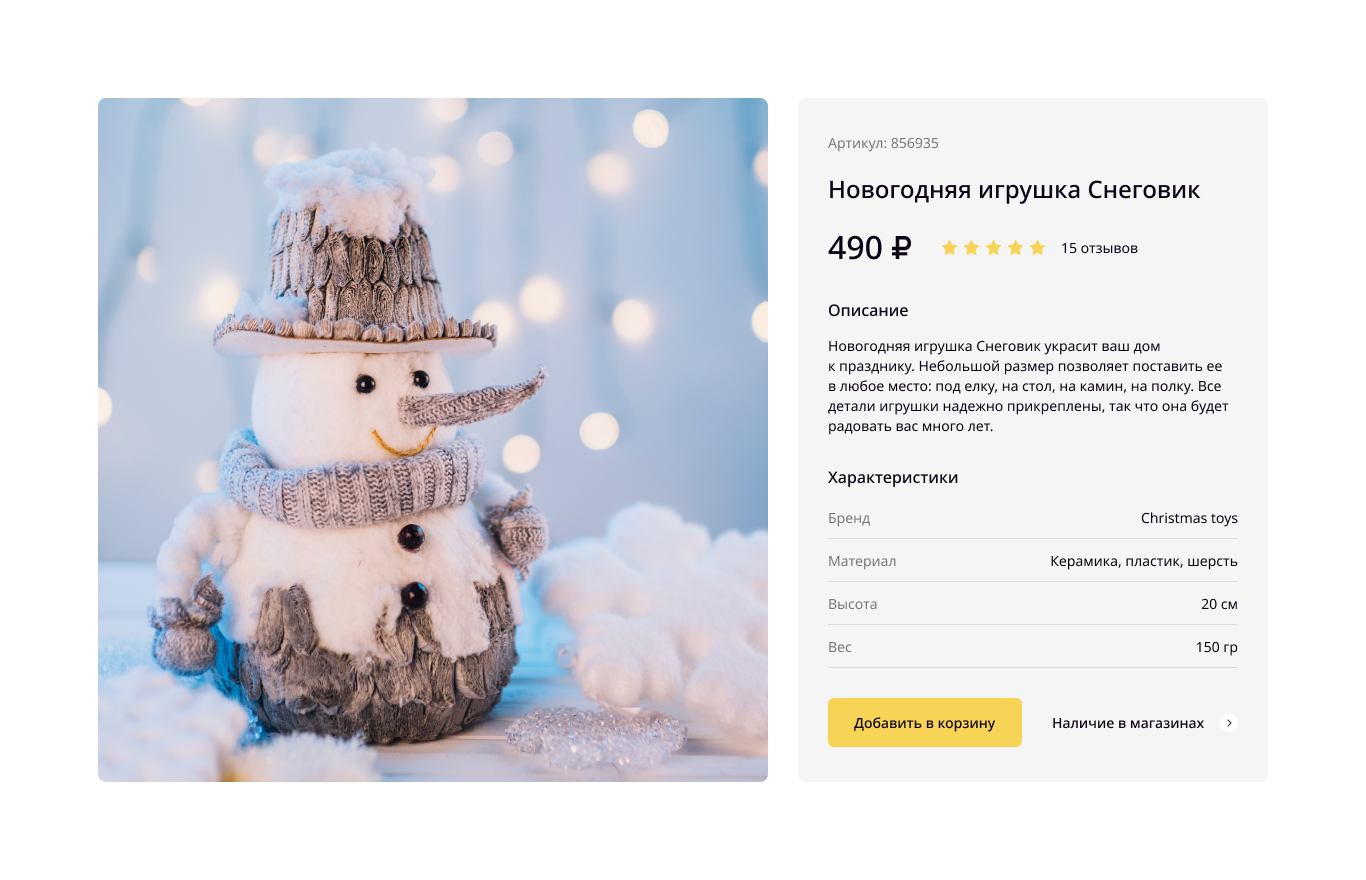 Артикул: 856935
Новогодняя игрушка Снеговик
490 ₽ 15 отзывов
Описание
Новогодняя игрушка Снеговик украсит ваш дом
к празднику. Небольшой размер позволяет поставить ее
в любое место: под елку, на стол, на камин, на полку. Все
детали игрушки надежно прикреплены, так что она будет
радовать вас много лет.
Характеристики
Бренд Christmas toys
Материал Керамика, пластик, шерсть
Высота 20 см
Вес 150 гр
Добавить в корзину Наличие в магазинах